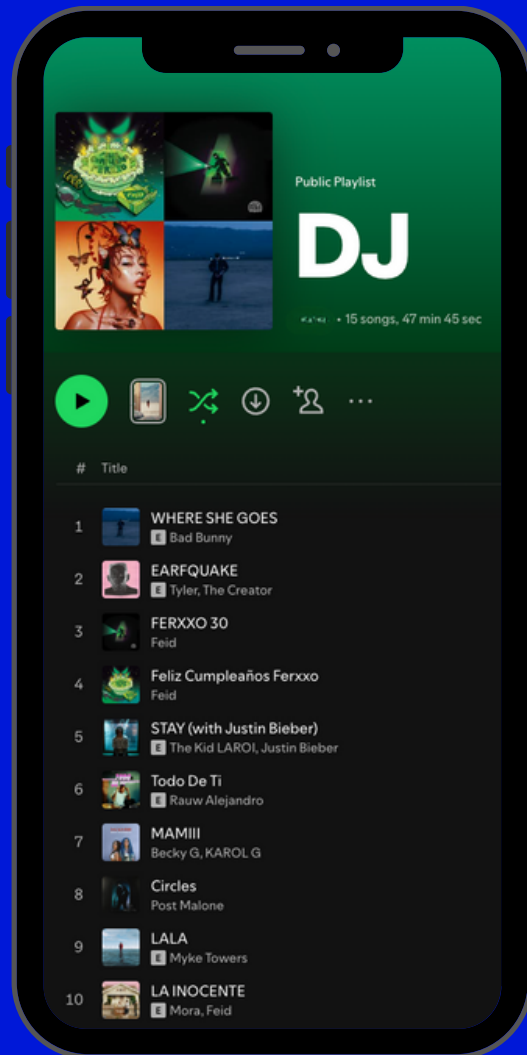 Public Playlist
DJ
• 15 songs, 47 min 45 sec
# Title
1 WHERE SHE GOES
E Bad Bunny
2 EARFQUAKE
E Tyler, The Creator
3 FERXXO 30
Feid
4 Feliz Cumpleaños Ferxxo
Feid
5 STAY (with Justin Bieber)
E The Kid LAROI, Justin Bieber
6 Todo De Ti
E Rauw Alejandro
7 MAMIII
Becky G, KAROL G
8 Circles
Post Malone
9 LALA
E Myke Towers
10 LA INOCENTE
E Mora, Feid